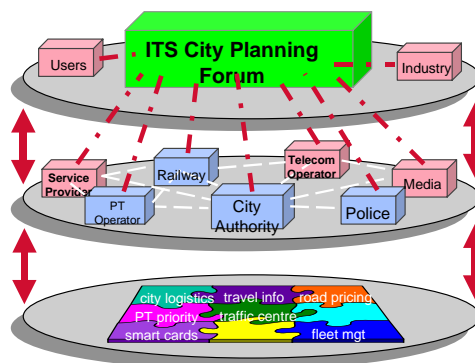 ITS City Planning
Forum
Users
Industry
Service
Provider
Railway
Telecom
Operator
Media
PT
Operator
City
Authority
Police
city logistics
travel info
road pricing
PT priority
traffic centre
smart cards
fleet mgt